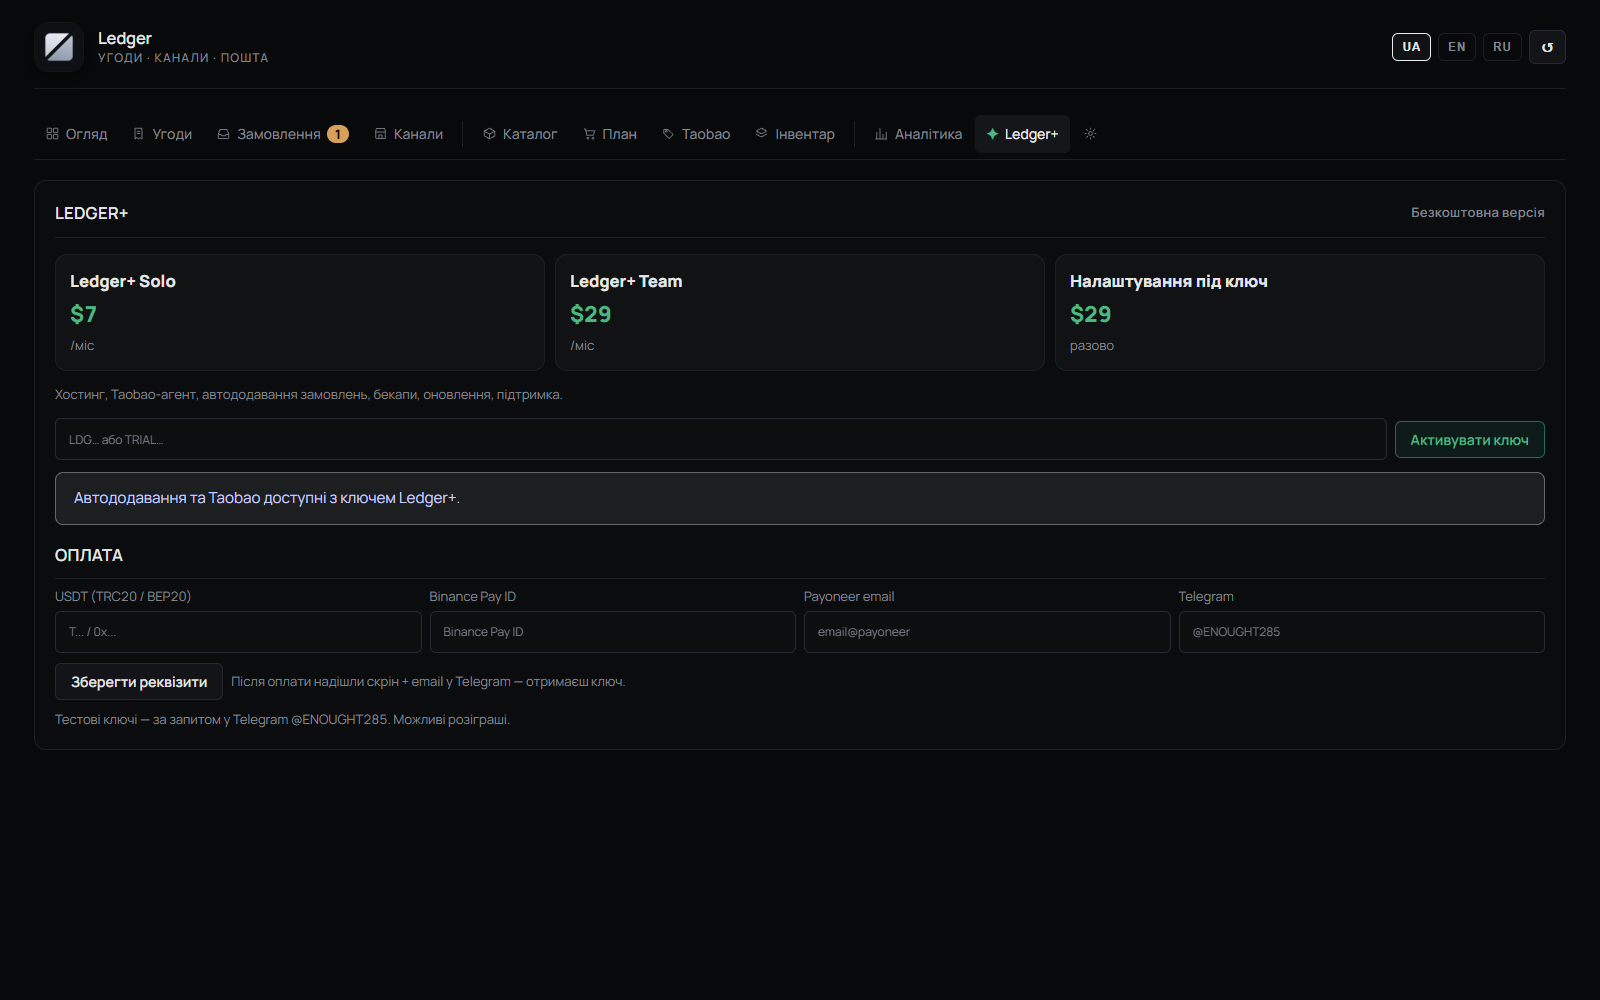 Ledger
УГОДИ · КАНАЛИ · ПОШТА
UA EN RU
Огляд Угоди Замовлення 1 Канали Каталог План Taobao Інвентар Аналітика Ledger+
LEDGER+ Безкоштовна версія
Ledger+ Solo
$7
/міс
Ledger+ Team
$29
/міс
Налаштування під ключ
$29
разово
Хостинг, Taobao-агент, автододавання замовлень, бекапи, оновлення, підтримка.
LDG... або TRIAL... Активувати ключ
Автододавання та Taobao доступні з ключем Ledger+.
ОПЛАТА
USDT (TRC20 / BEP20) Binance Pay ID Payoneer email Telegram
T... / 0x... Binance Pay ID email@payoneer @ENOUGHT285
Зберегти реквізити Після оплати надішли скрін + email у Telegram — отримаєш ключ.
Тестові ключі — за запитом у Telegram @ENOUGHT285. Можливі розіграші.